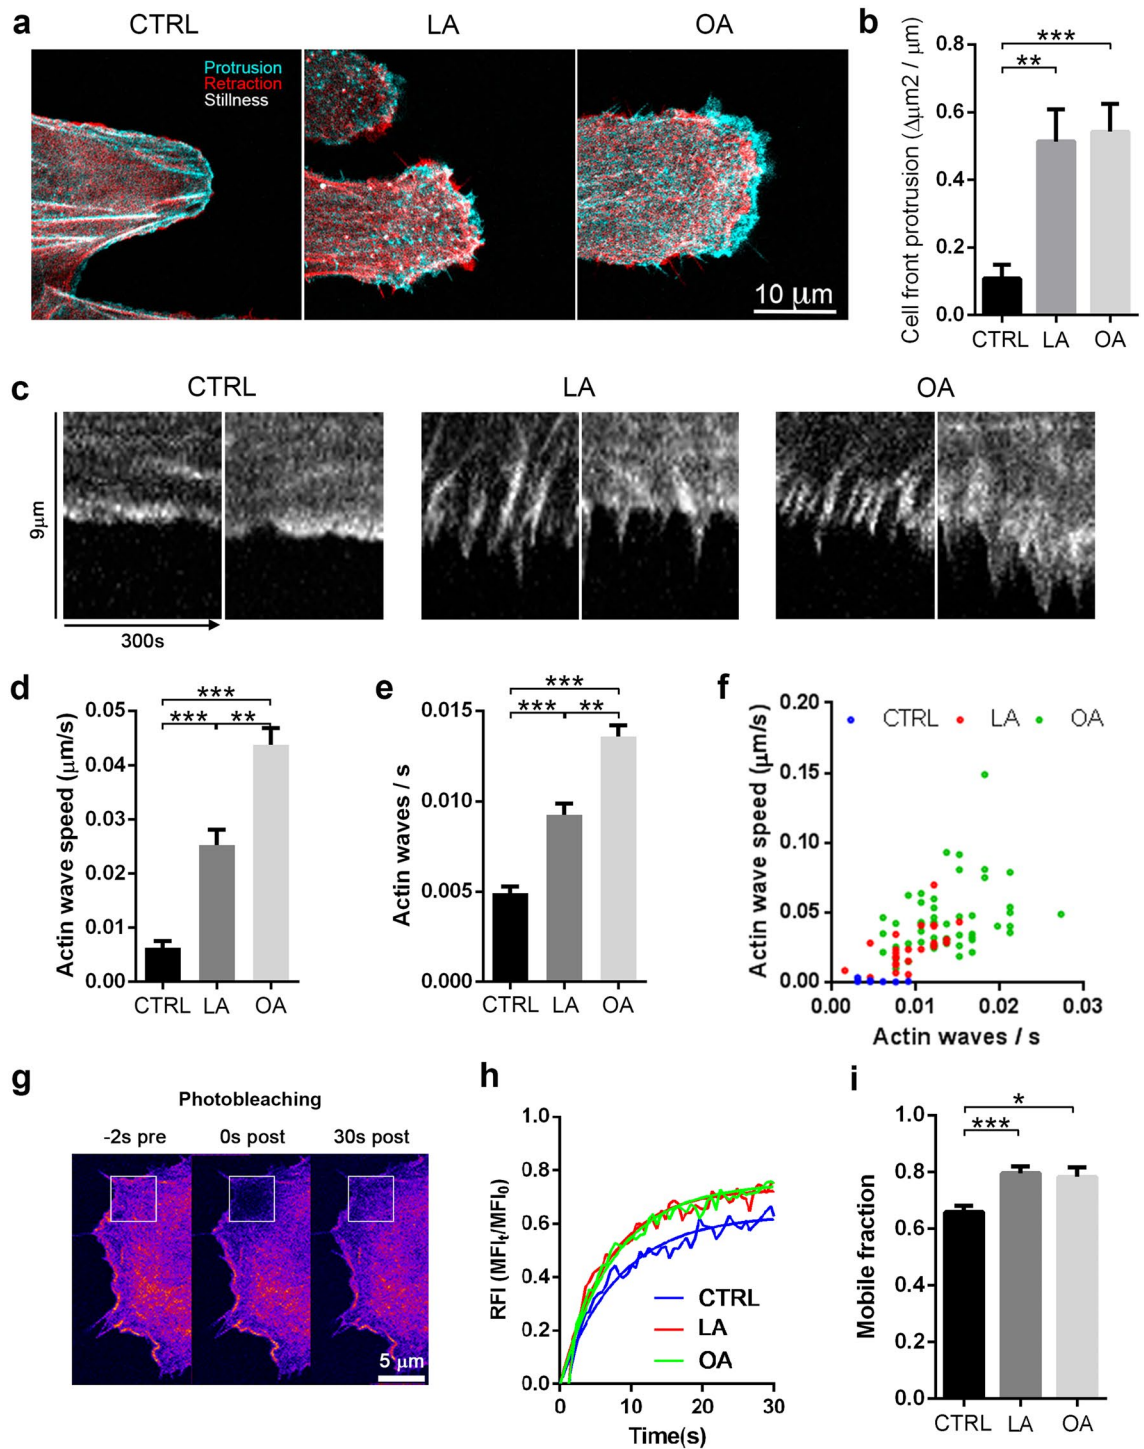 a
CTRL
LA
OA
Protrusion
Retraction
Stillness
10 μm
b
Cell front protrusion (Δμm2 / μm)
0.8
0.6
0.4
0.2
0.0
***
**
CTRL
LA
OA
c
CTRL
LA
OA
9μm
300s
d
Actin wave speed (μm/s)
0.05
0.04
0.03
0.02
0.01
0.00
***
*** **
CTRL
LA
OA
e
Actin waves / s
0.015
0.010
0.005
0.000
***
*** **
CTRL
LA
OA
f
Actin wave speed (μm/s)
0.20
0.15
0.10
0.05
0.00
CTRL
LA
OA
0.00
0.01
0.02
0.03
Actin waves / s
g
Photobleaching
-2s pre
0s post
30s post
5 μm
h
RFI (MFIt/MFI0)
1.0
0.8
0.6
0.4
0.2
0.0
CTRL
LA
OA
0
10
20
30
Time(s)
i
Mobile fraction
1.0
0.8
0.6
0.4
0.2
0.0
*
***
CTRL
LA
OA